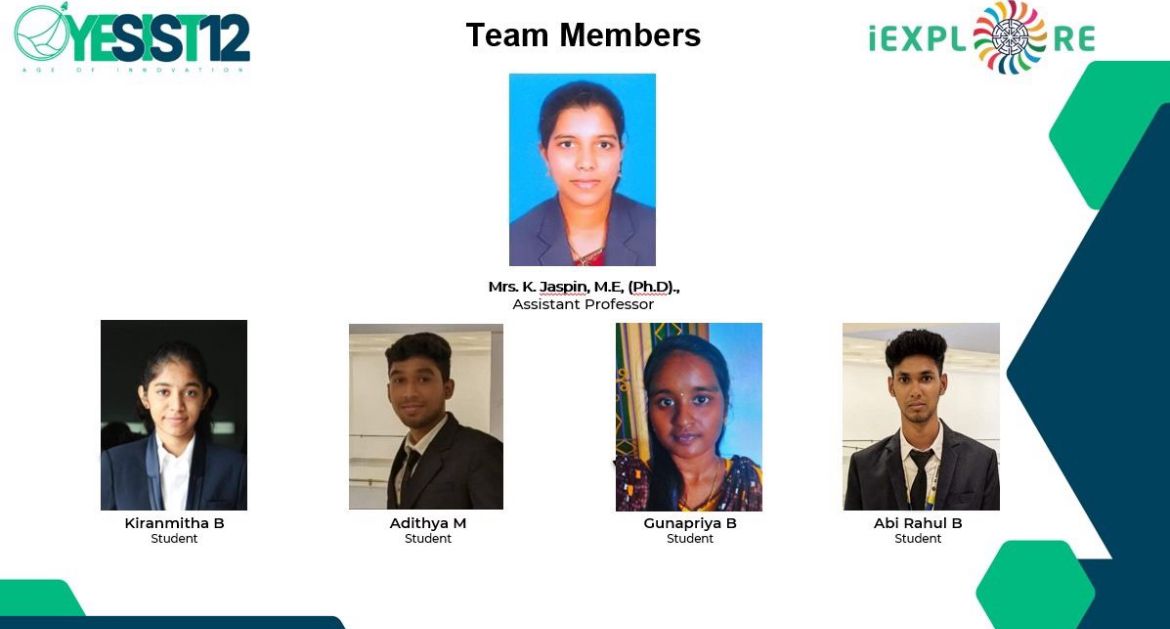 YESIST12
AGE OF INNOVATION
Team Members
iEXPLORE
Mrs. K. Jaspin, M.E, (Ph.D).,
Assistant Professor
Kiranmitha B
Student
Adithya M
Student
Gunapriya B
Student
Abi Rahul B
Student